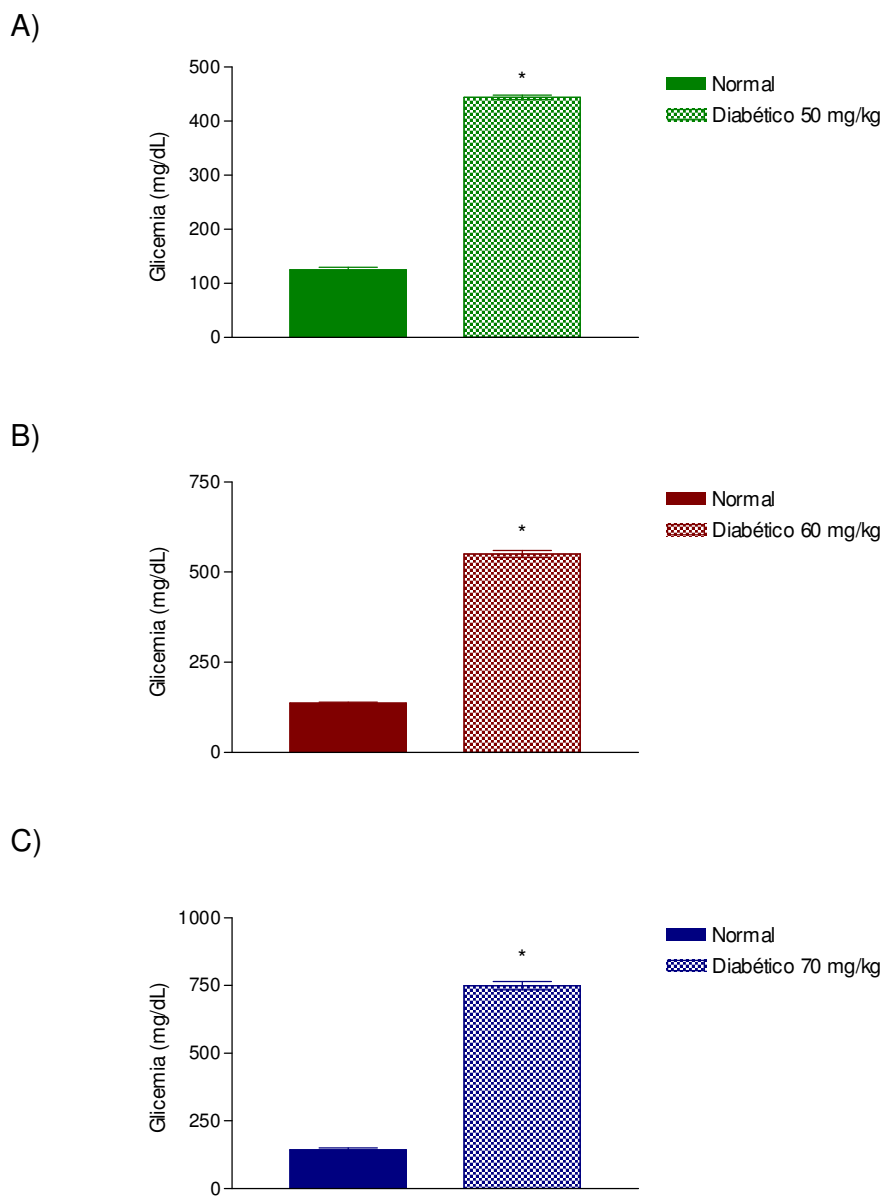 A)
500
400
300
200
100
0
Glicemia (mg/dL)
*
Normal
Diabético 50 mg/kg
B)
750
500
250
0
Glicemia (mg/dL)
*
Normal
Diabético 60 mg/kg
C)
1000
750
500
250
0
Glicemia (mg/dL)
*
Normal
Diabético 70 mg/kg